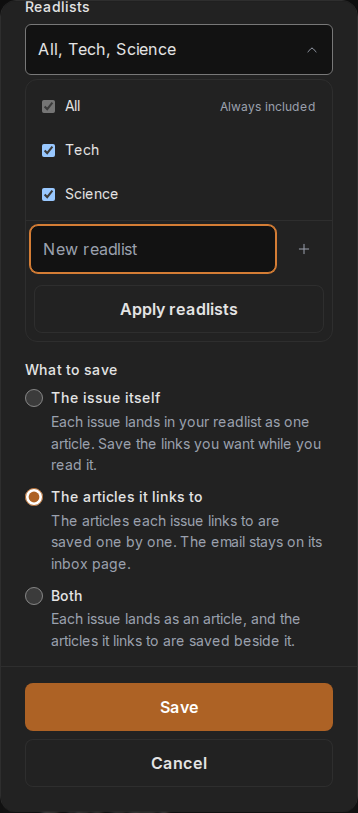 Readlists
All, Tech, Science
All
Always included
Tech
Science
New readlist
+
Apply readlists
What to save
The issue itself
Each issue lands in your readlist as one
article. Save the links you want while you
read it.
The articles it links to
The articles each issue links to are
saved one by one. The email stays on its
inbox page.
Both
Each issue lands as an article, and the
articles it links to are saved beside it.
Save
Cancel